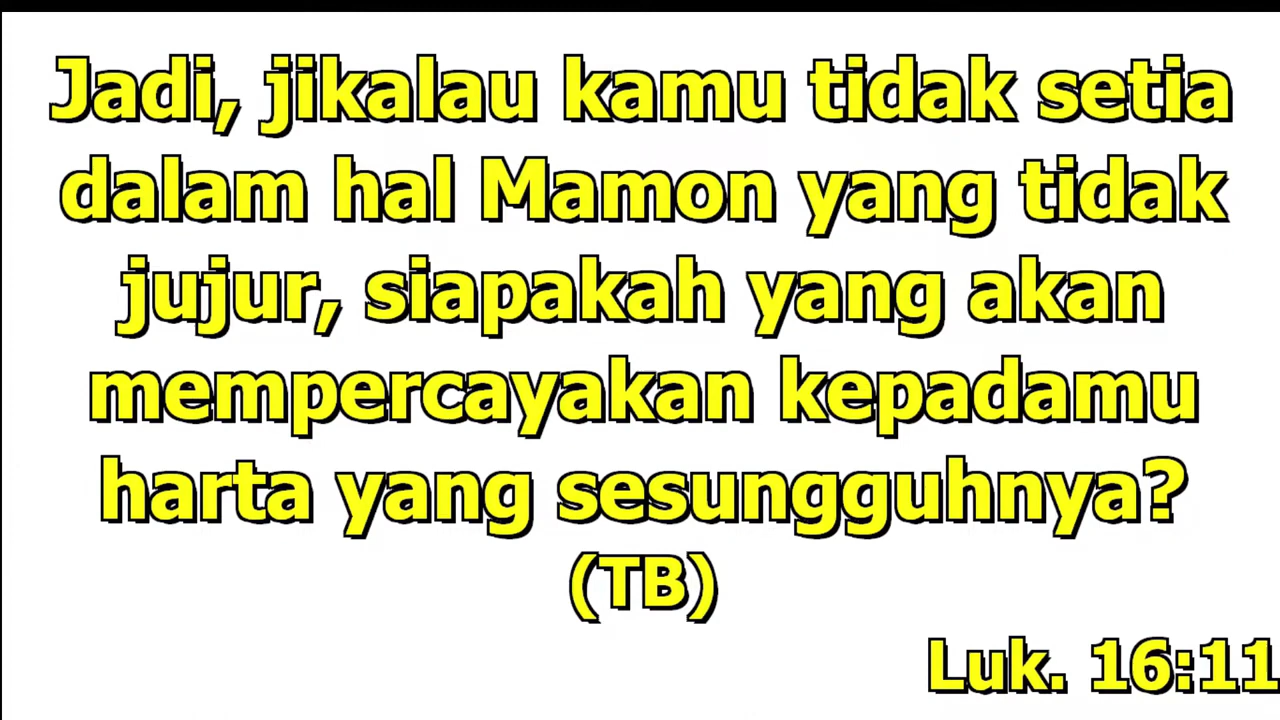 Jadi, jikalau kamu tidak setia
dalam hal Mamon yang tidak
jujur, siapakah yang akan
mempercayakan kepadamu
harta yang sesungguhnya?
(TB)
Luk. 16:11